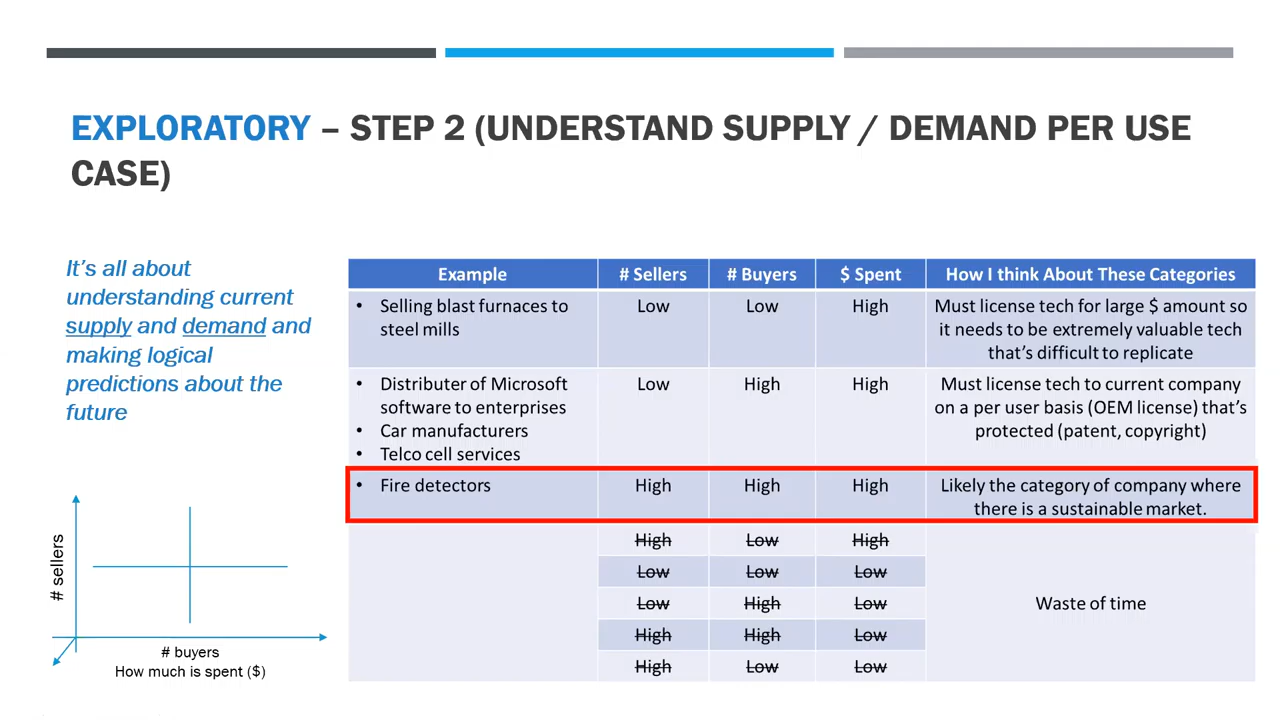 EXPLORATORY – STEP 2 (UNDERSTAND SUPPLY / DEMAND PER USE
CASE)
It's all about
understanding current
supply and demand and
making logical
predictions about the
future
# sellers
# buyers
How much is spent ($)
Example # Sellers # Buyers $ Spent How I think About These Categories
• Selling blast furnaces to Low Low High Must license tech for large $ amount so
steel mills it needs to be extremely valuable tech
that's difficult to replicate
• Distributer of Microsoft Low High High Must license tech to current company
software to enterprises on a per user basis (OEM license) that's
• Car manufacturers protected (patent, copyright)
• Telco cell services
• Fire detectors High High High Likely the category of company where
there is a sustainable market.
High Low High
Low Low Low
Low High Low Waste of time
High High Low
High Low Low